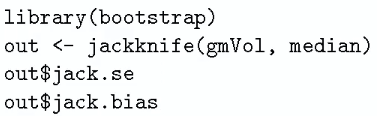 library(bootstrap)
out <- jackknife(gmVol, median)
out$jack.se
out$jack.bias